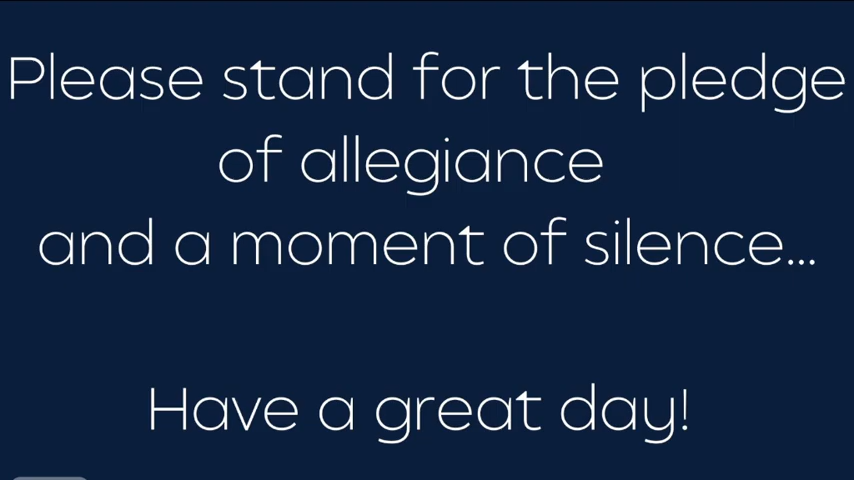 Please stand for the pledge
of allegiance
and a moment of silence...
Have a great day!